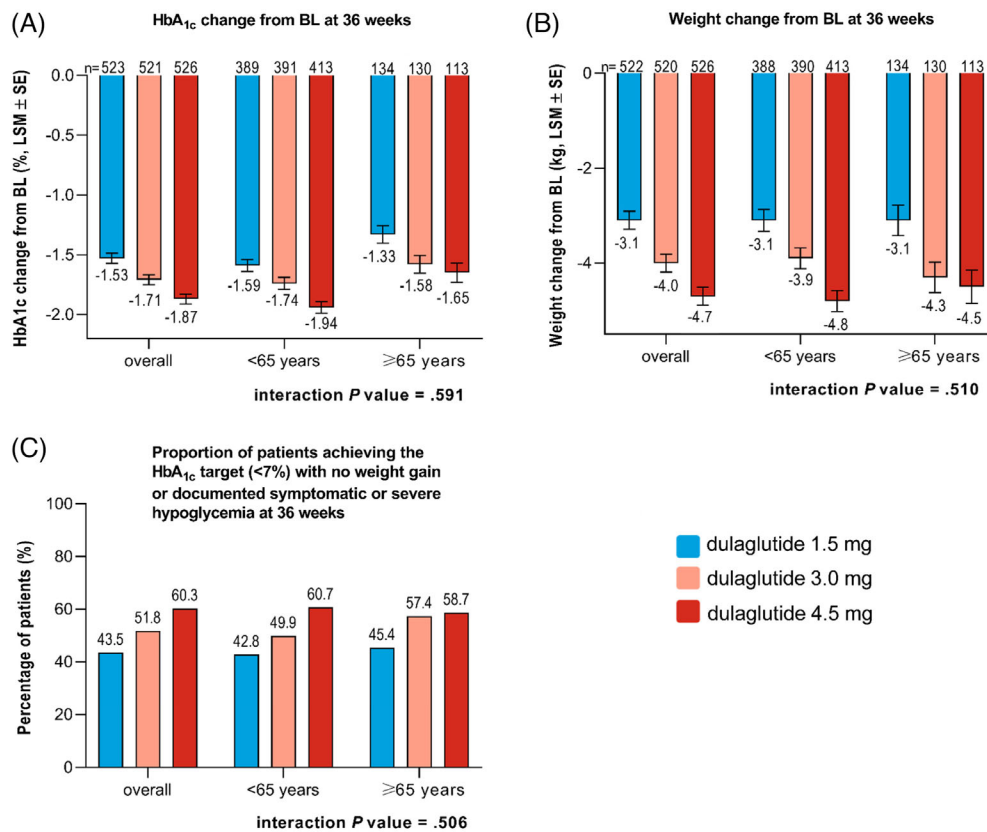 (A)
HbA1c change from BL at 36 weeks
n= 523 521 526 389 391 413 134 130 113
HbA1c change from BL (%, LSM ± SE)
0.0
-0.5
-1.0
-1.5
-2.0
-1.53
-1.71
-1.87
-1.59
-1.74
-1.94
-1.33
-1.58
-1.65
overall <65 years ⩾65 years
interaction P value = .591
(B)
Weight change from BL at 36 weeks
n= 522 520 526 388 390 413 134 130 113
Weight change from BL (kg, LSM ± SE)
0
-2
-4
-3.1
-4.0
-4.7
-3.1
-3.9
-4.8
-3.1
-4.3
-4.5
overall <65 years ⩾65 years
interaction P value = .510
(C)
Proportion of patients achieving the
HbA1c target (<7%) with no weight gain
or documented symptomatic or severe
hypoglycemia at 36 weeks
Percentage of patients (%)
100
80
60
40
20
0
43.5
51.8
60.3
42.8
49.9
60.7
45.4
57.4
58.7
overall <65 years ⩾65 years
interaction P value = .506
dulaglutide 1.5 mg
dulaglutide 3.0 mg
dulaglutide 4.5 mg